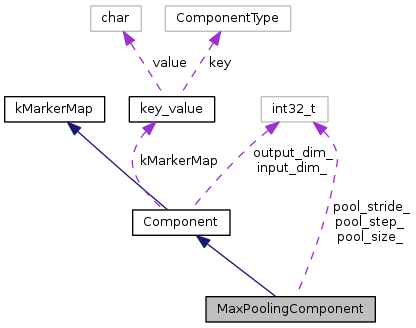 char
ComponentType
value
key
kMarkerMap
key_value
int32_t
kMarkerMap
output_dim_
input_dim_
Component
pool_stride_
pool_step_
pool_size_
MaxPoolingComponent